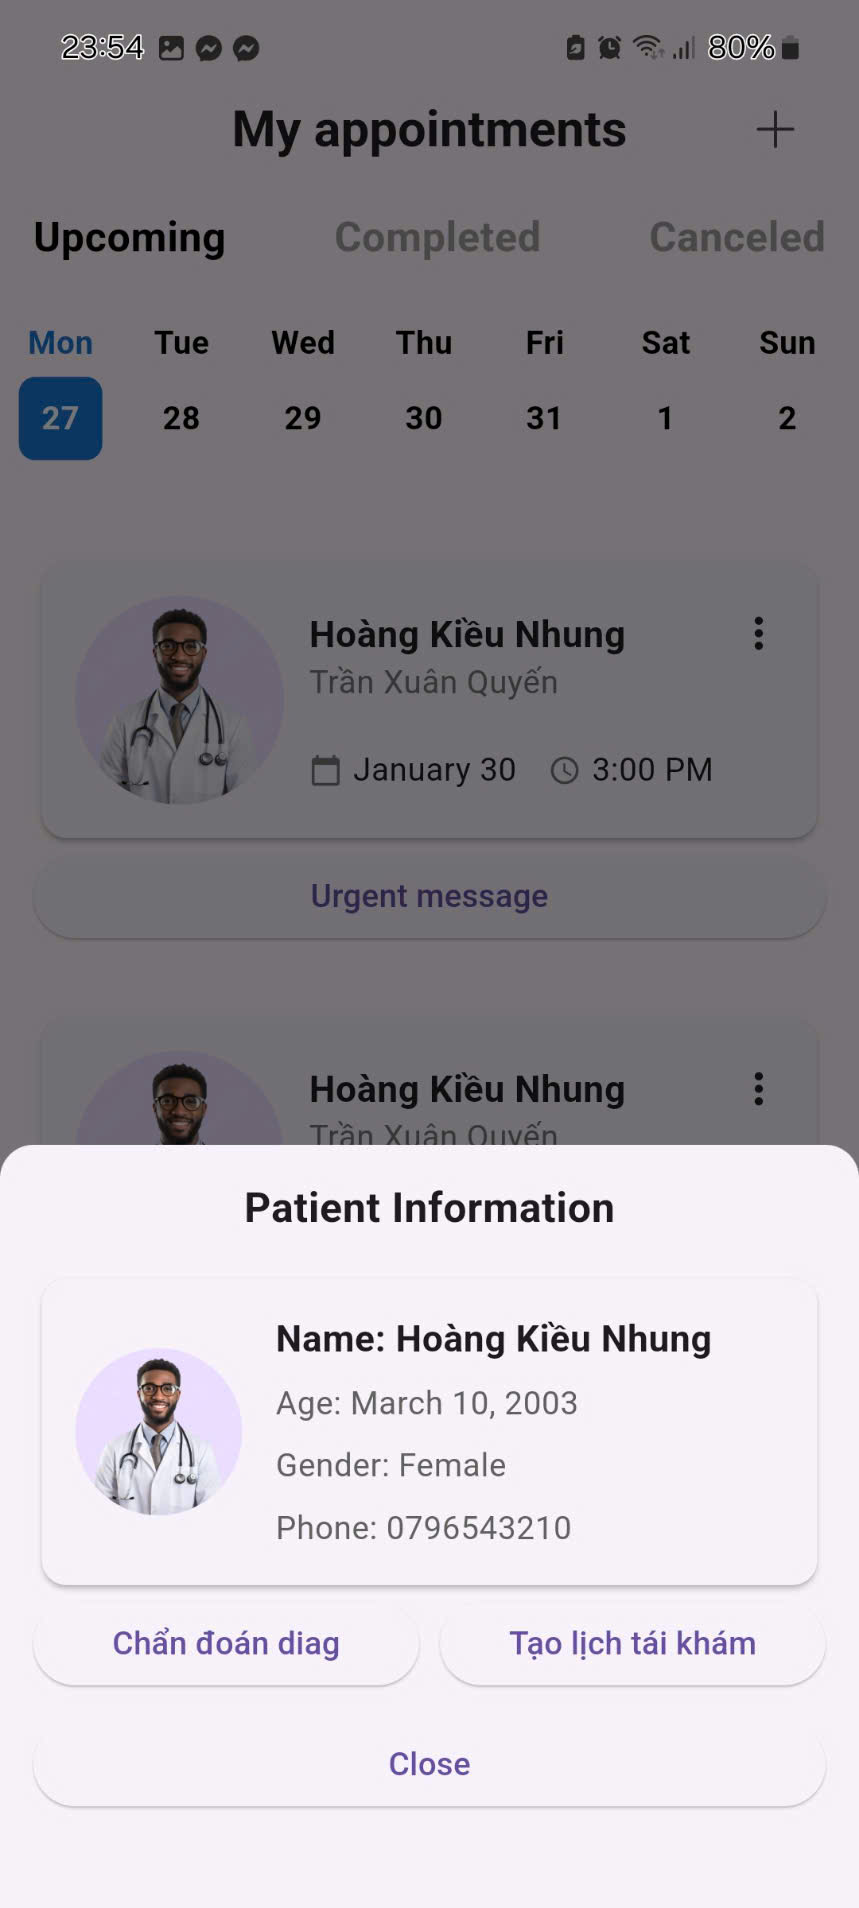 23:54 80%
My appointments
Upcoming Completed Canceled
Mon Tue Wed Thu Fri Sat Sun
27 28 29 30 31 1 2
Hoàng Kiều Nhung
Trần Xuân Quyến
January 30 3:00 PM
Urgent message
Hoàng Kiều Nhung
Trần Xuân Quyến
Patient Information
Name: Hoàng Kiều Nhung
Age: March 10, 2003
Gender: Female
Phone: 0796543210
Chẩn đoán diag Tạo lịch tái khám
Close